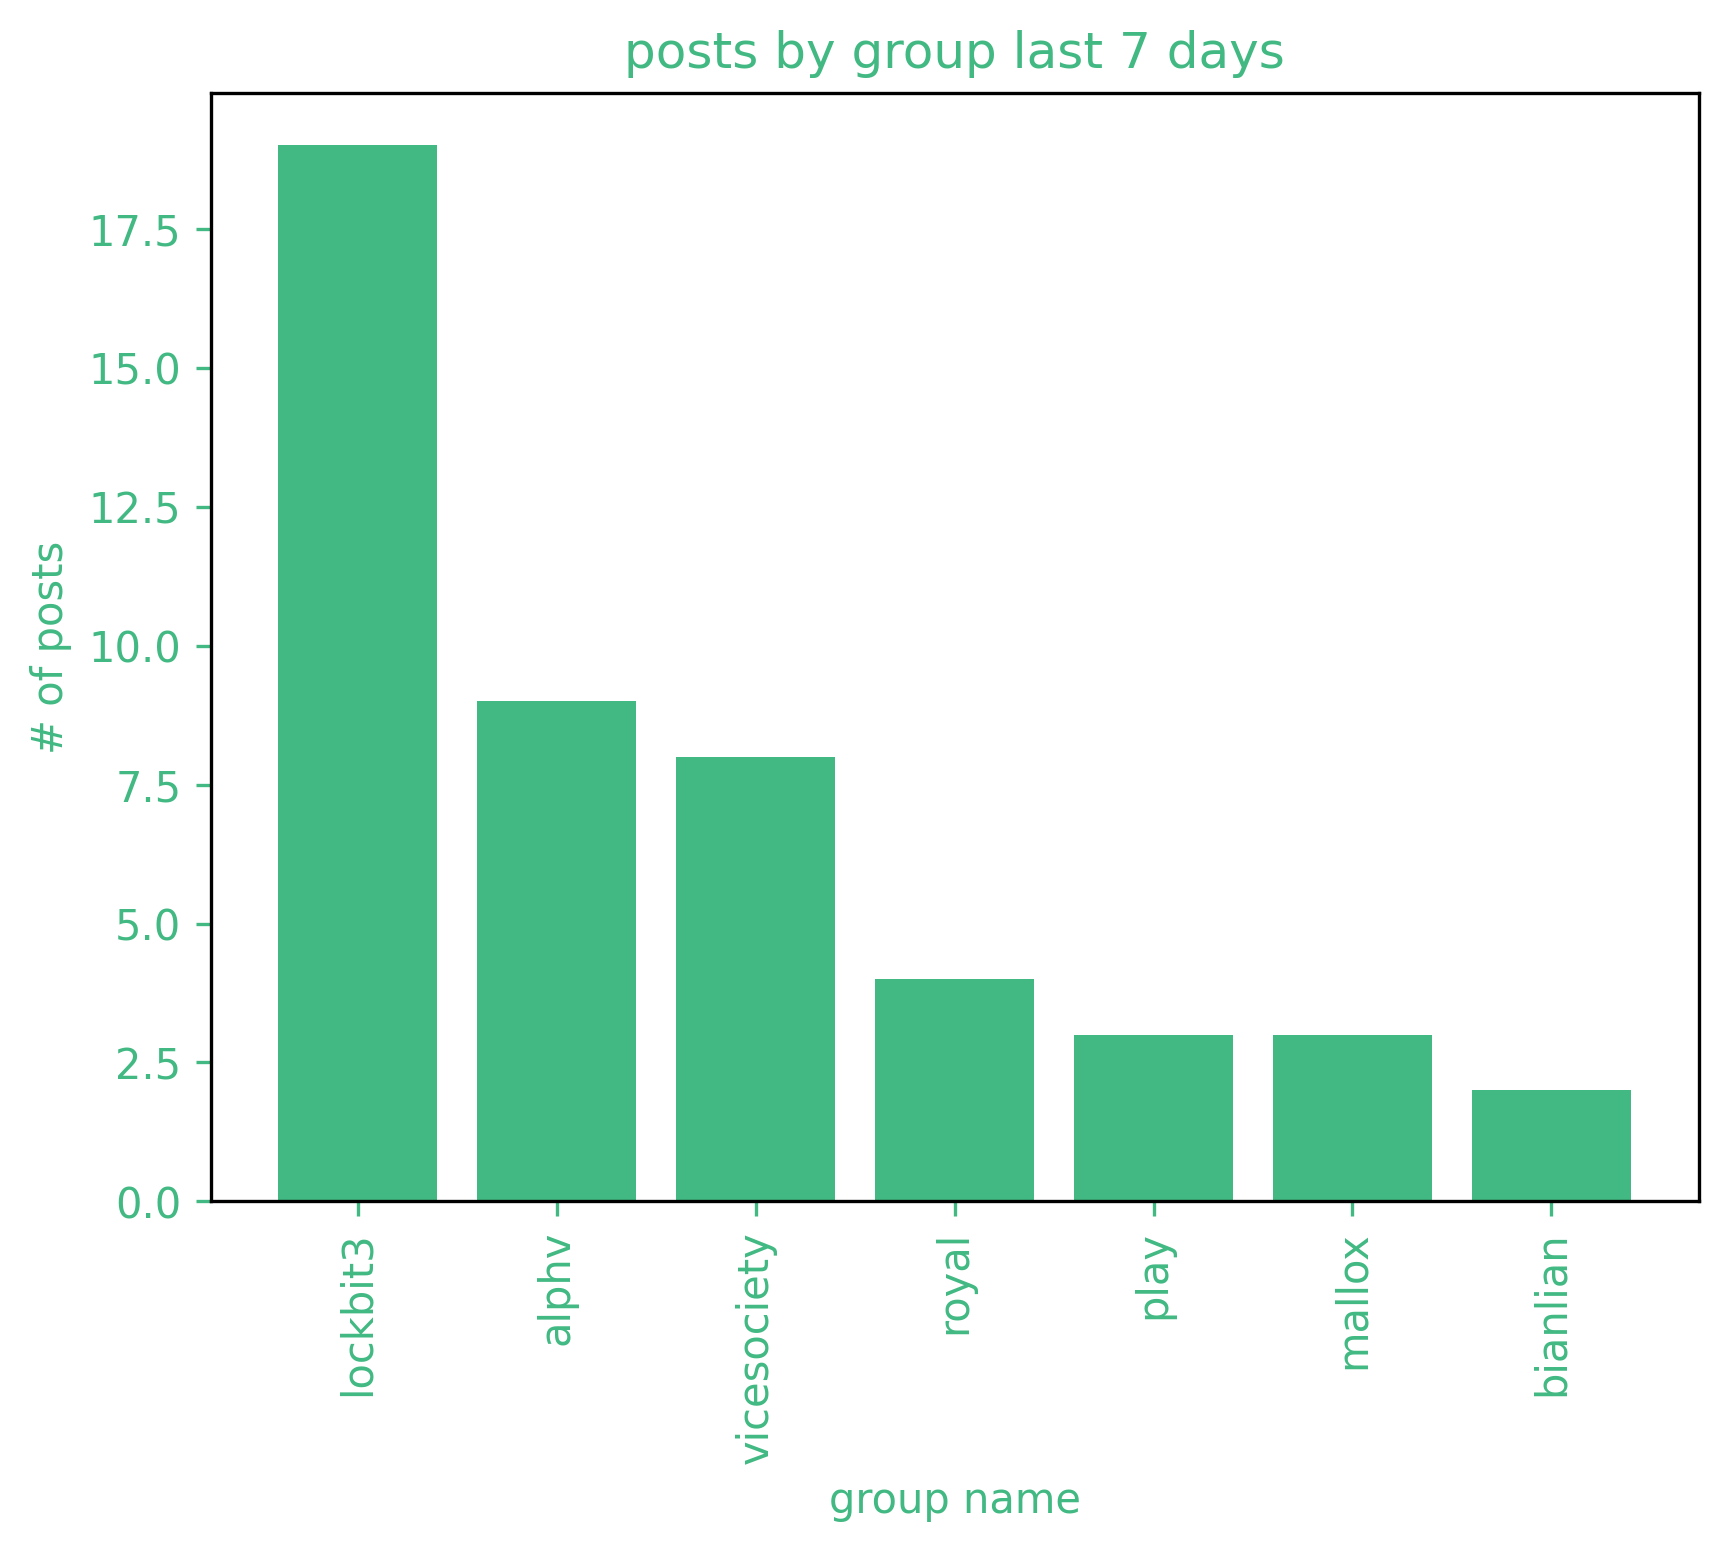 posts by group last 7 days
# of posts
17.5
15.0
12.5
10.0
7.5
5.0
2.5
0.0
lockbit3
alphv
vicesociety
royal
play
mallox
bianlian
group name